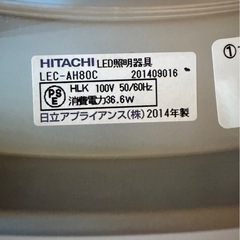 HITACHI LED照明器具
LEC-AH80C 201409016
PSE HLK 100V 50/60Hz
消費電力36.6W
日立アプライアンス(株) 2014年製
①